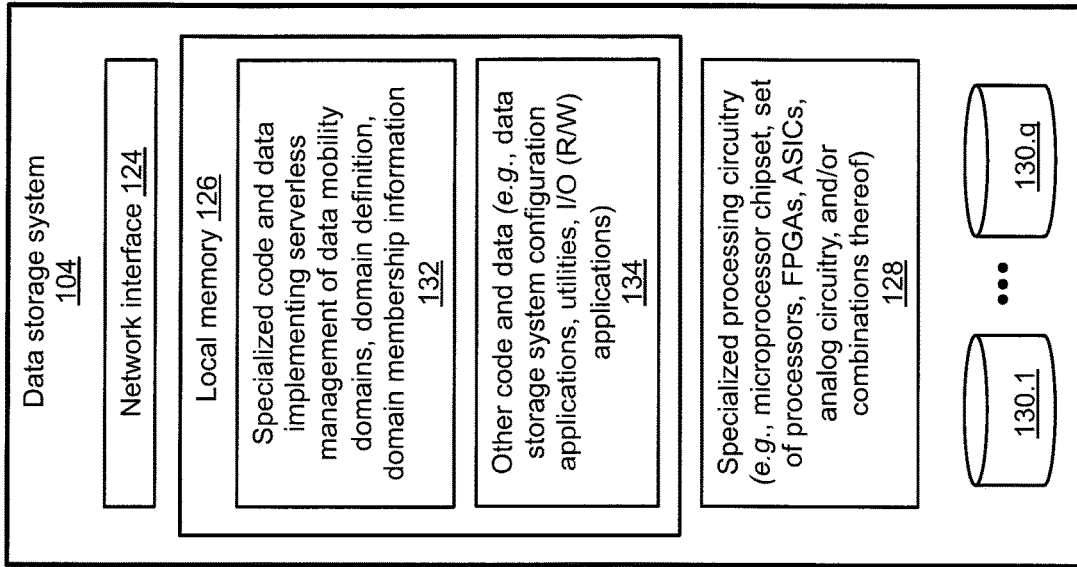 Data storage system
104
Network interface 124
Local memory 126
Specialized code and data
implementing serverless
management of data mobility
domains, domain definition,
domain membership information
132
Other code and data (e.g., data
storage system configuration
applications, utilities, I/O (R/W)
applications)
134
Specialized processing circuitry
(e.g., microprocessor chipset, set
of processors, FPGAs, ASICs,
analog circuitry, and/or
combinations thereof)
128
130.1
130.q